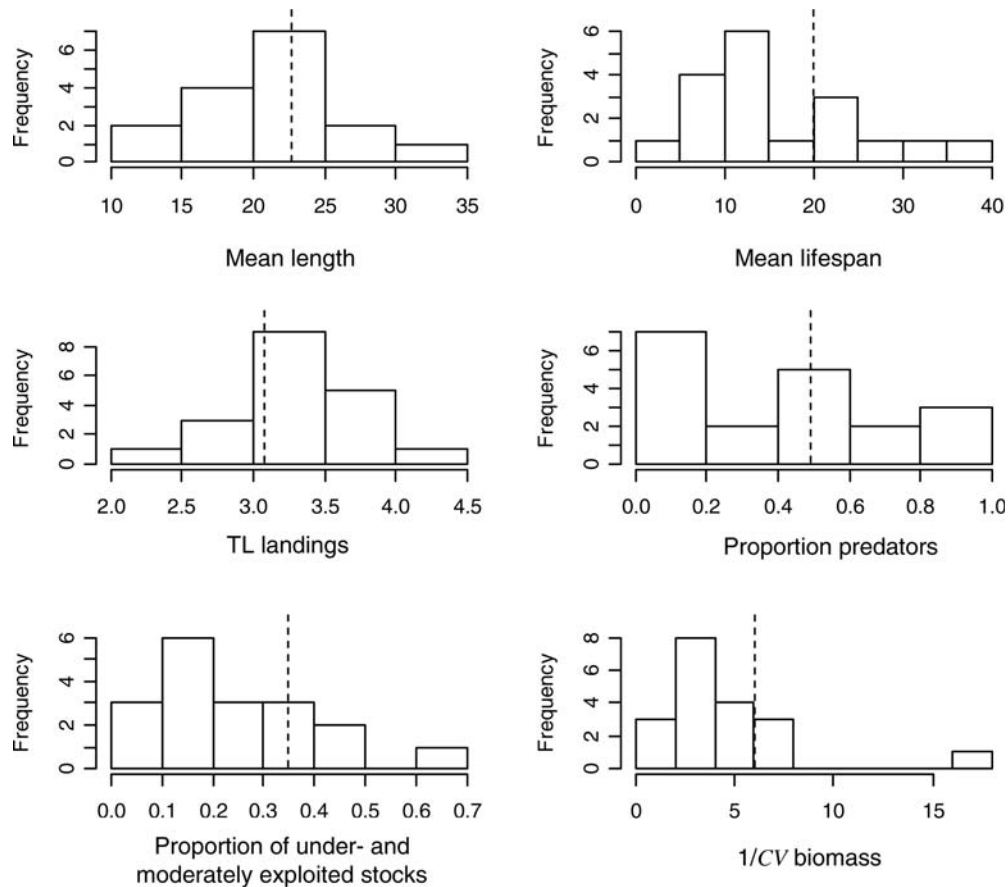 Frequency
0 2 4 6
10 15 20 25 30 35
Mean length
Frequency
0 2 4 6
0 10 20 30 40
Mean lifespan
Frequency
0 2 4 6 8
2.0 2.5 3.0 3.5 4.0 4.5
TL landings
Frequency
0 2 4 6
0.0 0.2 0.4 0.6 0.8 1.0
Proportion predators
Frequency
0 2 4 6
0.0 0.1 0.2 0.3 0.4 0.5 0.6 0.7
Proportion of under- and
moderately exploited stocks
Frequency
0 2 4 6 8
0 5 10 15
1/CV biomass